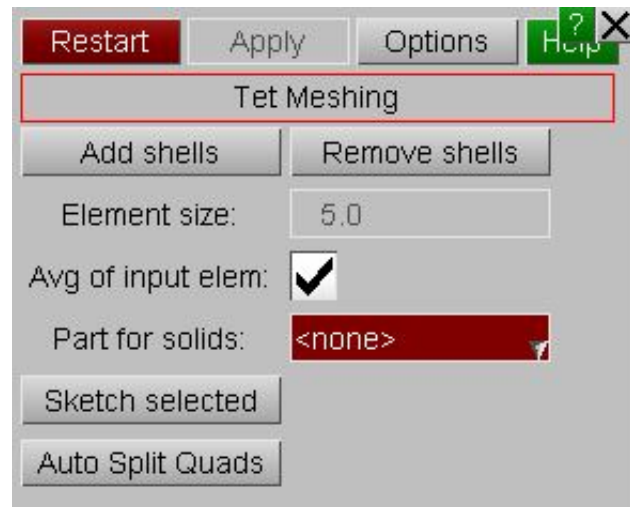 Restart Apply Options Help ?
Tet Meshing
Add shells Remove shells
Element size: 5.0
Avg of input elem:
Part for solids: <none>
Sketch selected
Auto Split Quads